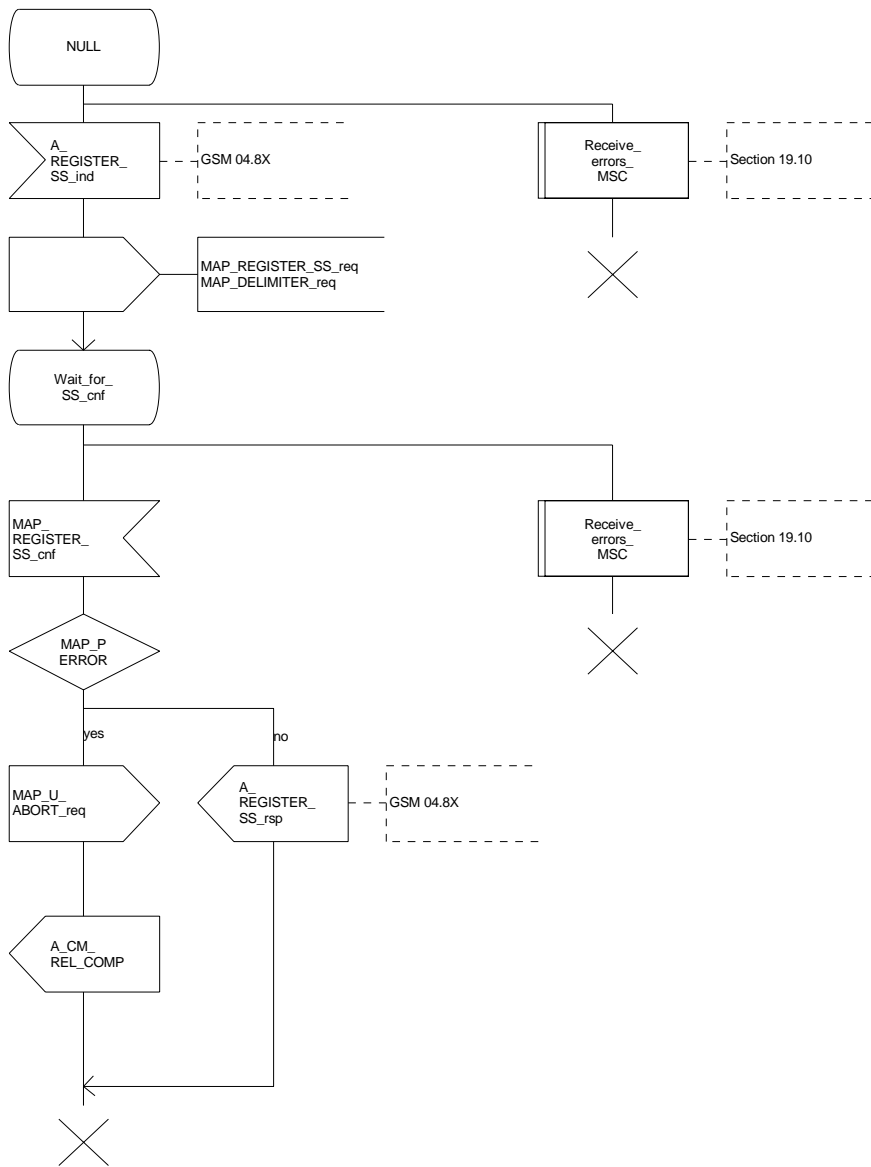 NULL
A_
REGISTER_
SS_ind
GSM 04.8X
Receive_
errors_
MSC
Section 19.10
MAP_REGISTER_SS_req
MAP_DELIMITER_req
Wait_for_
SS_cnf
MAP_
REGISTER_
SS_cnf
Receive_
errors_
MSC
Section 19.10
MAP_P
ERROR
yes
no
MAP_U_
ABORT_req
A_
REGISTER_
SS_rsp
GSM 04.8X
A_CM_
REL_COMP